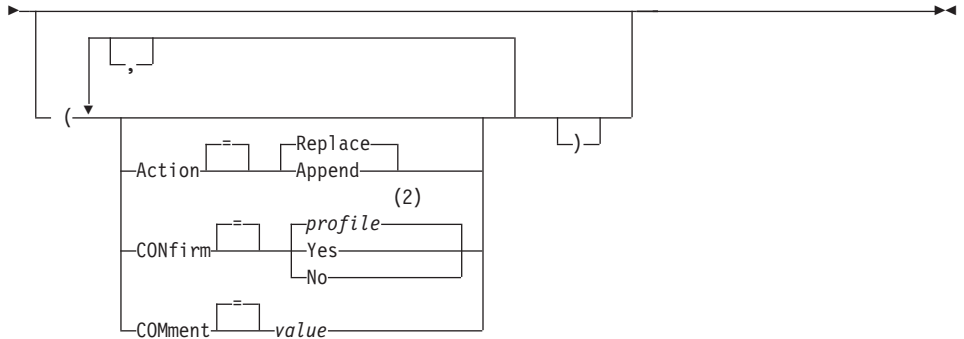 ,
(
)
=
Replace
Action
Append
(2)
=
profile
CONfirm
Yes
No
=
COMment
value